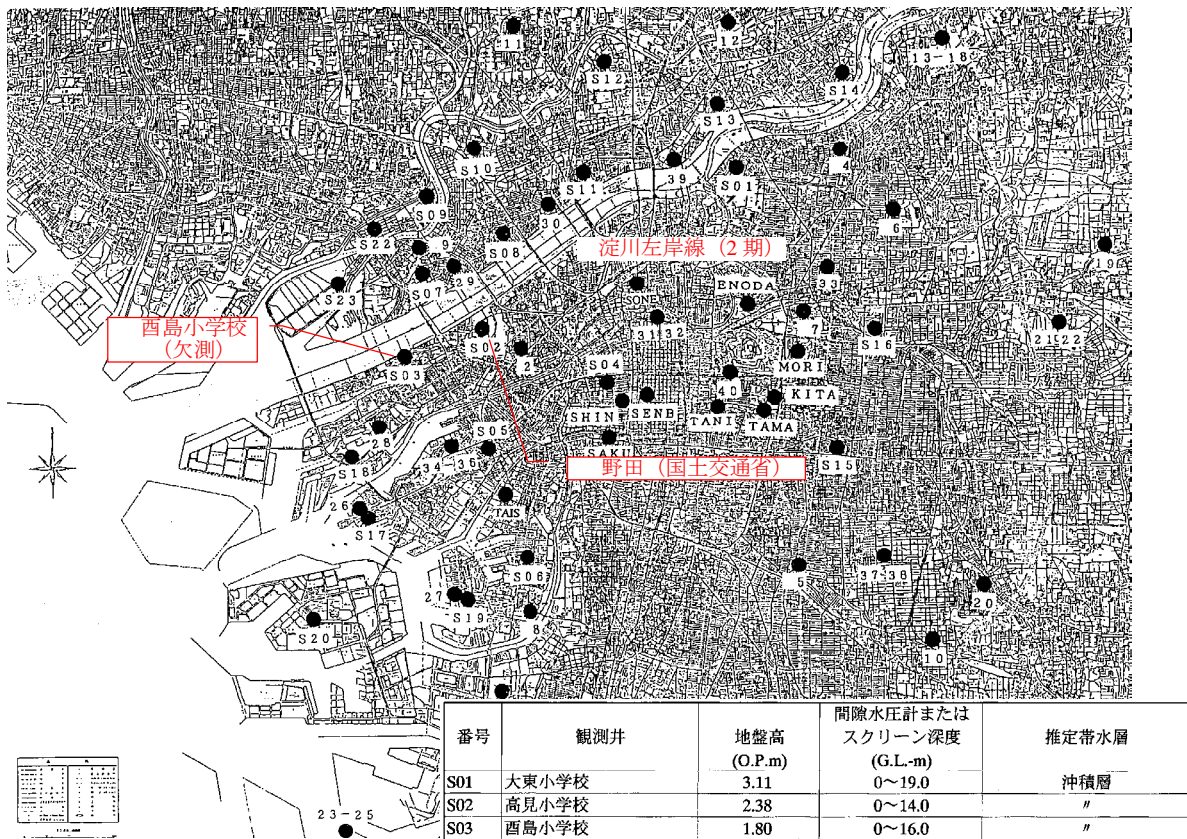 11
12
13-18
S12
S14
S13
S10
39
4
S11
S01
S09
30
6
S22
9
S08
淀川左岸線（2 期）
19
S07
29
33
S23
SONE
ENODA
酉島小学校
（欠測）
31
32
7
S02
S16
21
22
2
MORI
S03
S04
40
KITA
SHIN
SENB
TANI
TAMA
28
S05
SAKU
S18
34-36
野田（国土交通省）
S15
26
TAIS
S17
S06
5
37-38
27
S19
20
8
S20
10
番号 観測井 地盤高 (O.P.m) 間隙水圧計または スクリーン深度 (G.L.-m) 推定帯水層
S01 大東小学校 3.11 0～19.0 沖積層
S02 高見小学校 2.38 0～14.0 〃
S03 酉島小学校 1.80 0～16.0 〃
23-25